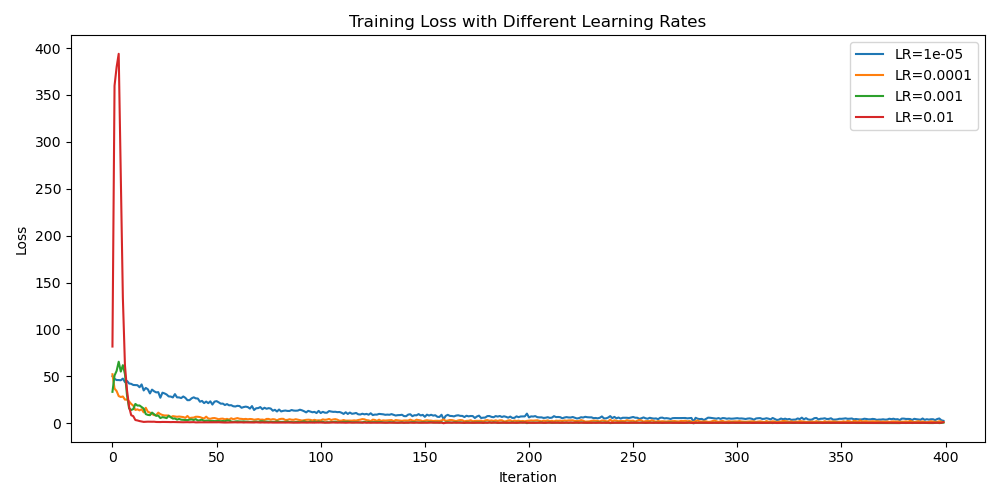 Training Loss with Different Learning Rates
LR=1e-05
LR=0.0001
LR=0.001
LR=0.01
400
350
300
250
200
150
100
50
0
Loss
0 50 100 150 200 250 300 350 400
Iteration